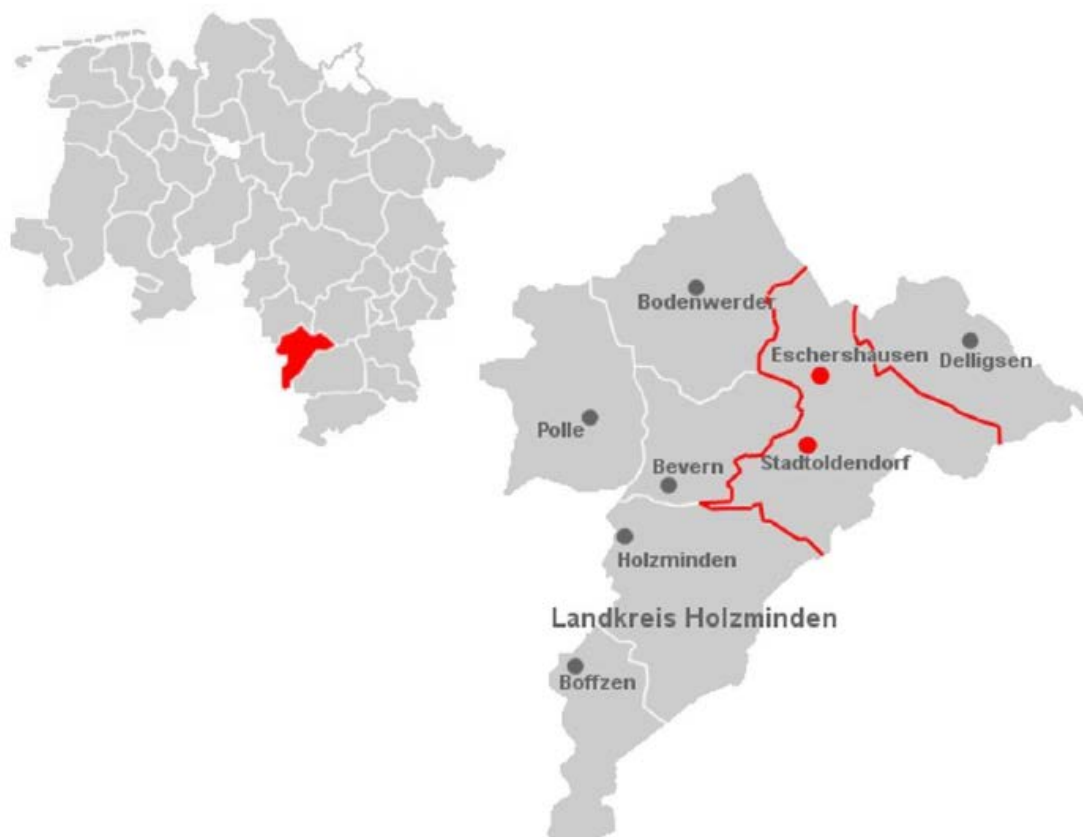 Bodenwerder
Eschershausen
Delligsen
Polle
Bevern
Stadtoldendorf
Holzminden
Landkreis Holzminden
Boffzen